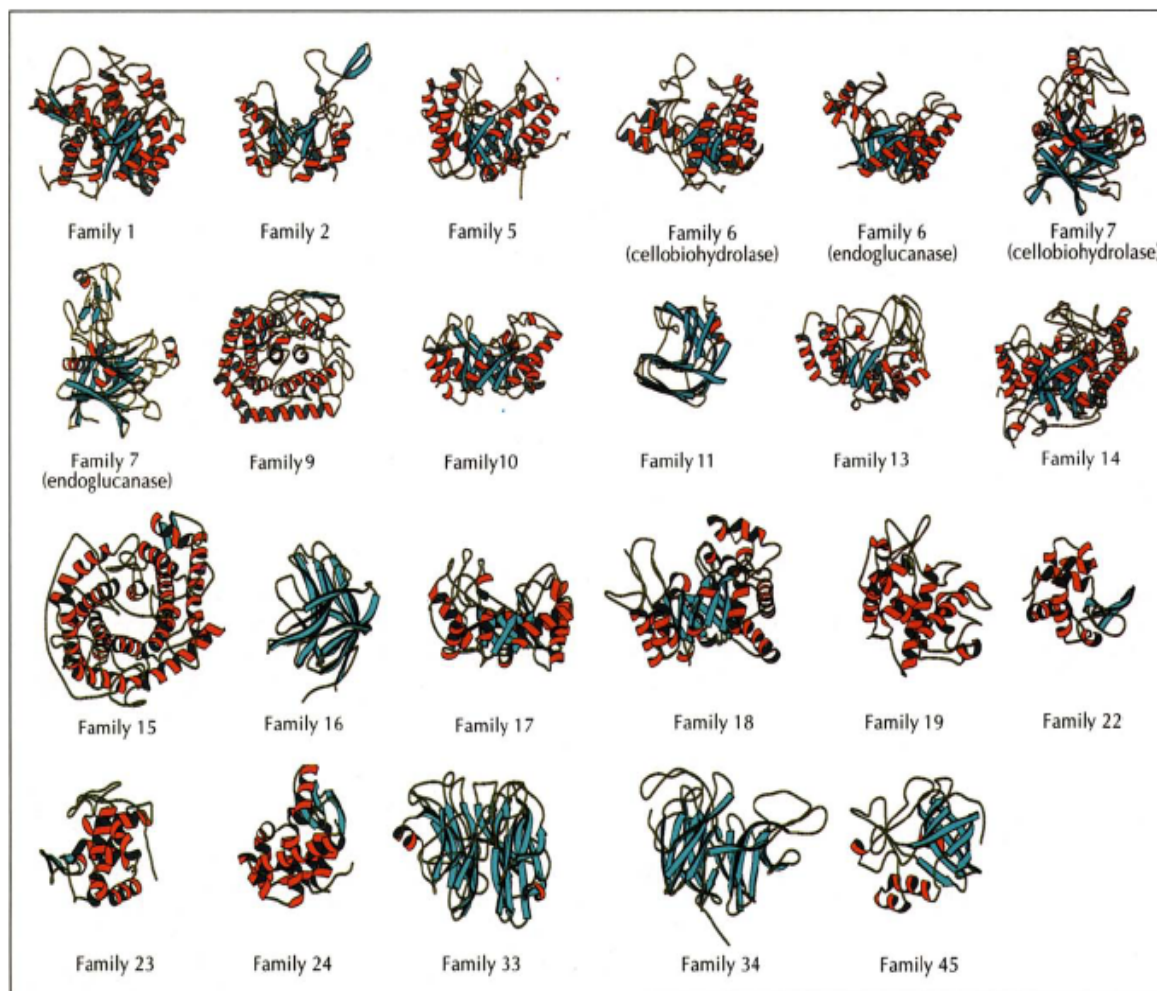 Family 1
Family 2
Family 5
Family 6
(cellobiohydrolase)
Family 6
(endoglucanase)
Family 7
(cellobiohydrolase)
Family 7
(endoglucanase)
Family 9
Family10
Family 11
Family 13
Family 14
Family 15
Family 16
Family 17
Family 18
Family 19
Family 22
Family 23
Family 24
Family 33
Family 34
Family 45